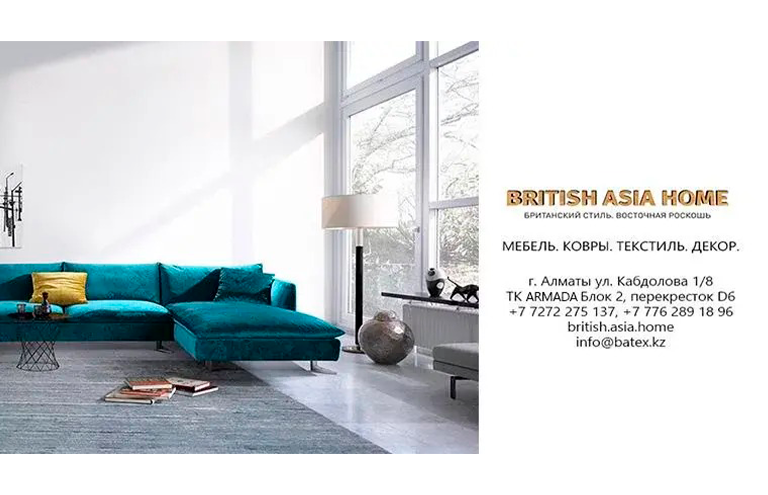 BRITISH ASIA HOME
БРИТАНСКИЙ СТИЛЬ. ВОСТОЧНАЯ РОСКОШЬ
МЕБЕЛЬ. КОВРЫ. ТЕКСТИЛЬ. ДЕКОР.
г. Алматы ул. Кабдолова 1/8
ТК ARMADA Блок 2, перекресток D6
+7 7272 275 137, +7 776 289 18 96
british.asia.home
info@batex.kz